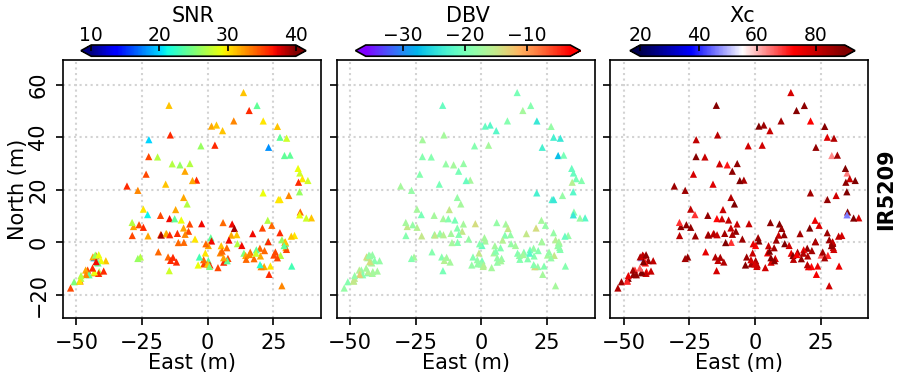 SNR DBV Xc
10 20 30 40 −30 −20 −10 20 40 60 80
60
40
20
0
−20
North (m)
IR5209
−50 −25 0 25 −50 −25 0 25 −50 −25 0 25
East (m) East (m) East (m)